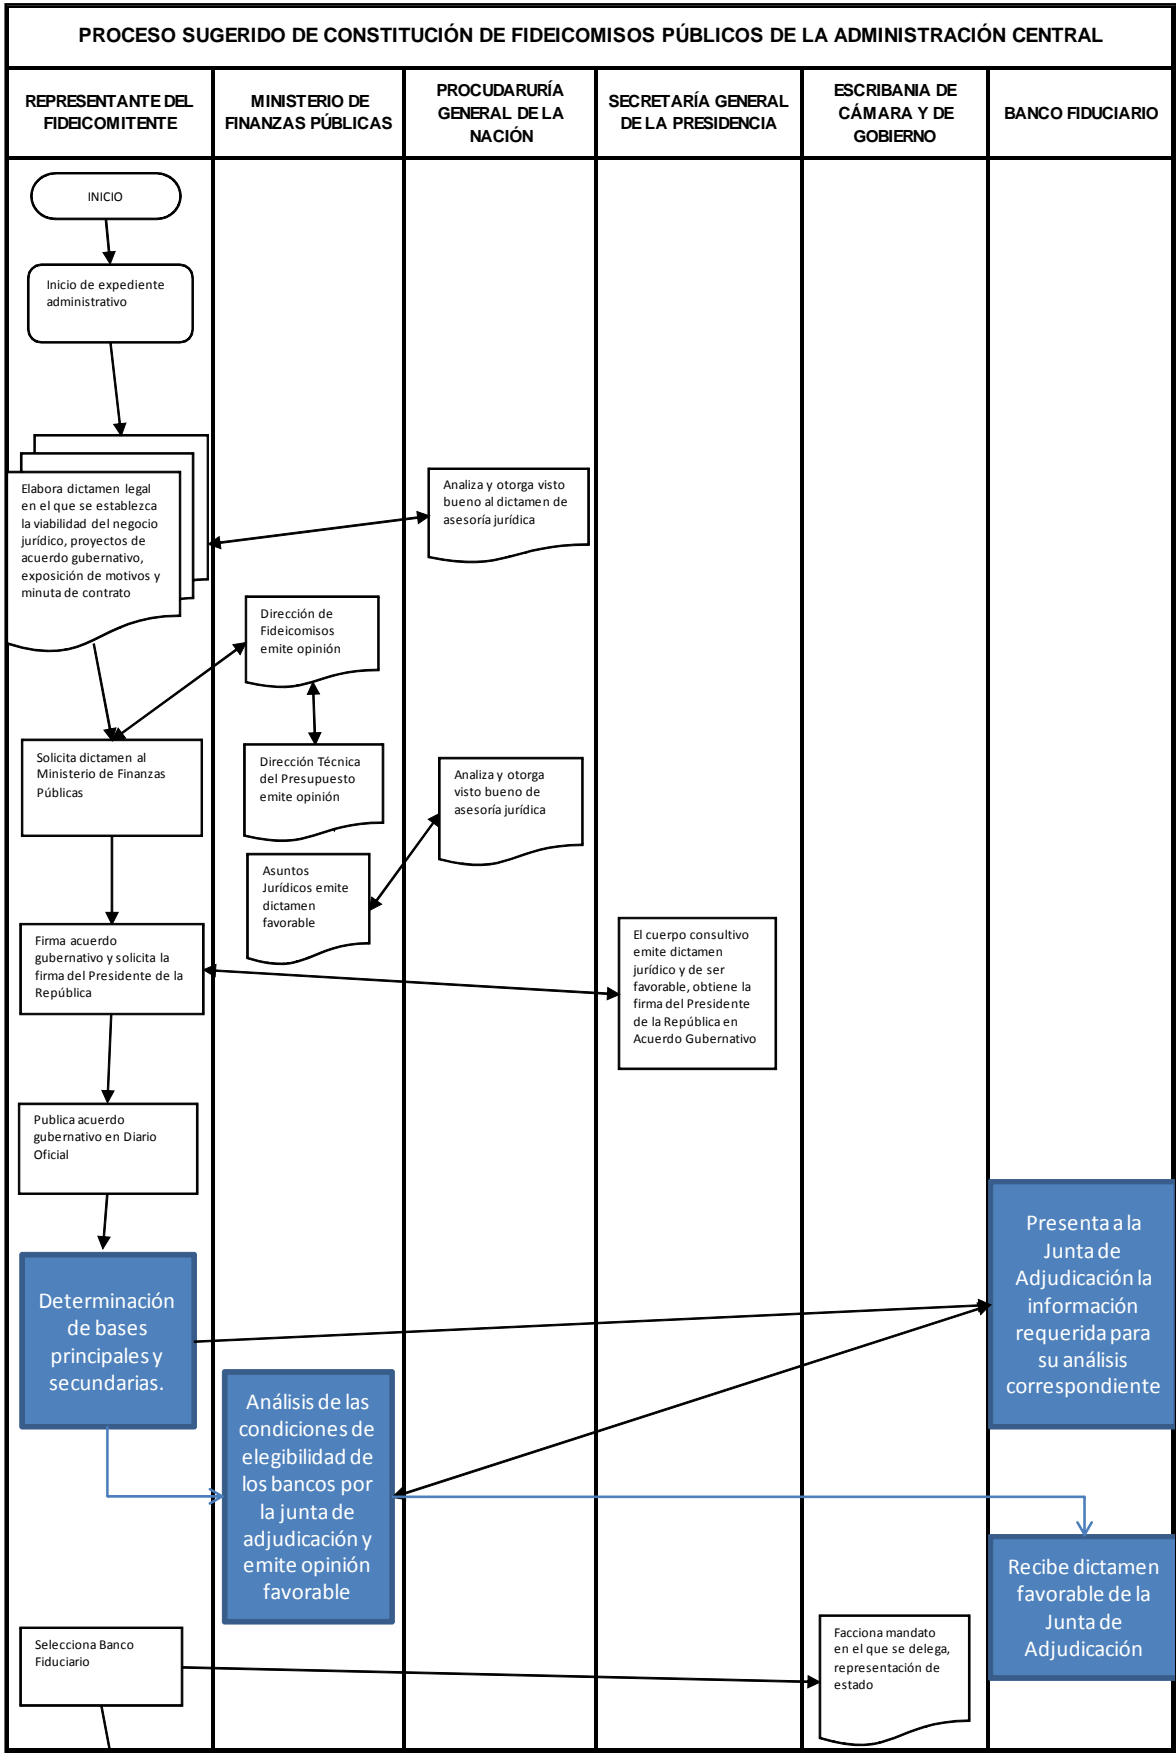 PROCESO SUGERIDO DE CONSTITUCIÓN DE FIDEICOMISOS PÚBLICOS DE LA ADMINISTRACIÓN CENTRAL
REPRESENTANTE DEL
FIDEICOMITENTE
MINISTERIO DE
FINANZAS PÚBLICAS
PROCUDARURÍA
GENERAL DE LA
NACIÓN
SECRETARÍA GENERAL
DE LA PRESIDENCIA
ESCRIBANIA DE
CÁMARA Y DE
GOBIERNO
BANCO FIDUCIARIO
INICIO
Inicio de expediente
administrativo
Elabora dictamen legal
en el que se establezca
la viabilidad del negocio
jurídico, proyectos de
acuerdo gubernativo,
exposición de motivos y
minuta de contrato
Analiza y otorga visto
bueno al dictamen de
asesoría jurídica
Dirección de
Fideicomisos
emite opinión
Solicita dictamen al
Ministerio de Finanzas
Públicas
Dirección Técnica
del Presupuesto
emite opinión
Analiza y otorga
visto bueno de
asesoría jurídica
Asuntos
Jurídicos emite
dictamen
favorable
Firma acuerdo
gubernativo y solicita la
firma del Presidente de la
República
El cuerpo consultivo
emite dictamen
jurídico y de ser
favorable, obtiene la
firma del Presidente
de la República en
Acuerdo Gubernativo
Publica acuerdo
gubernativo en Diario
Oficial
Determinación
de bases
principales y
secundarias.
Presenta a la
Junta de
Adjudicación la
información
requerida para
su análisis
correspondiente
Análisis de las
condiciones de
elegibilidad de
los bancos por
la junta de
adjudicación y
emite opinión
favorable
Recibe dictamen
favorable de la
Junta de
Adjudicación
Selecciona Banco
Fiduciario
Facciona mandato
en el que se delega,
representación de
estado